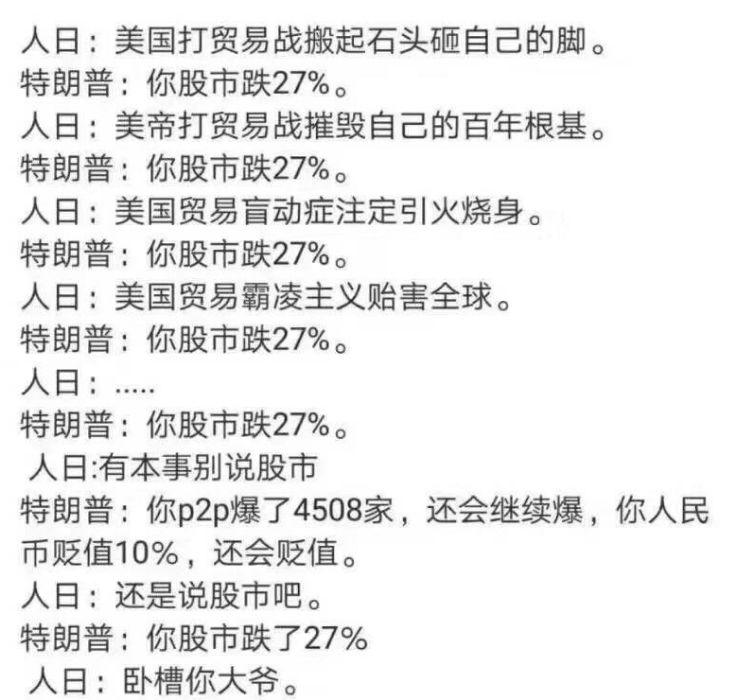 人日：美国打贸易战搬起石头砸自己的脚。
特朗普：你股市跌27%。
人日：美帝打贸易战摧毁自己的百年根基。
特朗普：你股市跌27%。
人日：美国贸易盲动症注定引火烧身。
特朗普：你股市跌27%。
人日：美国贸易霸凌主义贻害全球。
特朗普：你股市跌27%。
人日：.....
特朗普：你股市跌27%。
人日:有本事别说股市
特朗普：你p2p爆了4508家，还会继续爆，你人民
币贬值10%，还会贬值。
人日：还是说股市吧。
特朗普：你股市跌了27%
人日：卧槽你大爷。